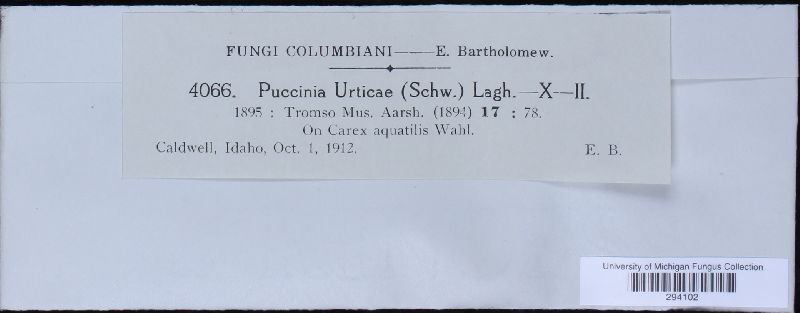 FUNGI COLUMBIANI——E. Bartholomew.
4066. Puccinia Urticae (Schw.) Lagh.—X—II.
1895 : Tromso Mus. Aarsh. (1894) 17 : 78.
On Carex aquatilis Wahl.
Caldwell, Idaho, Oct. 1, 1912. E. B.
University of Michigan Fungus Collection
294102